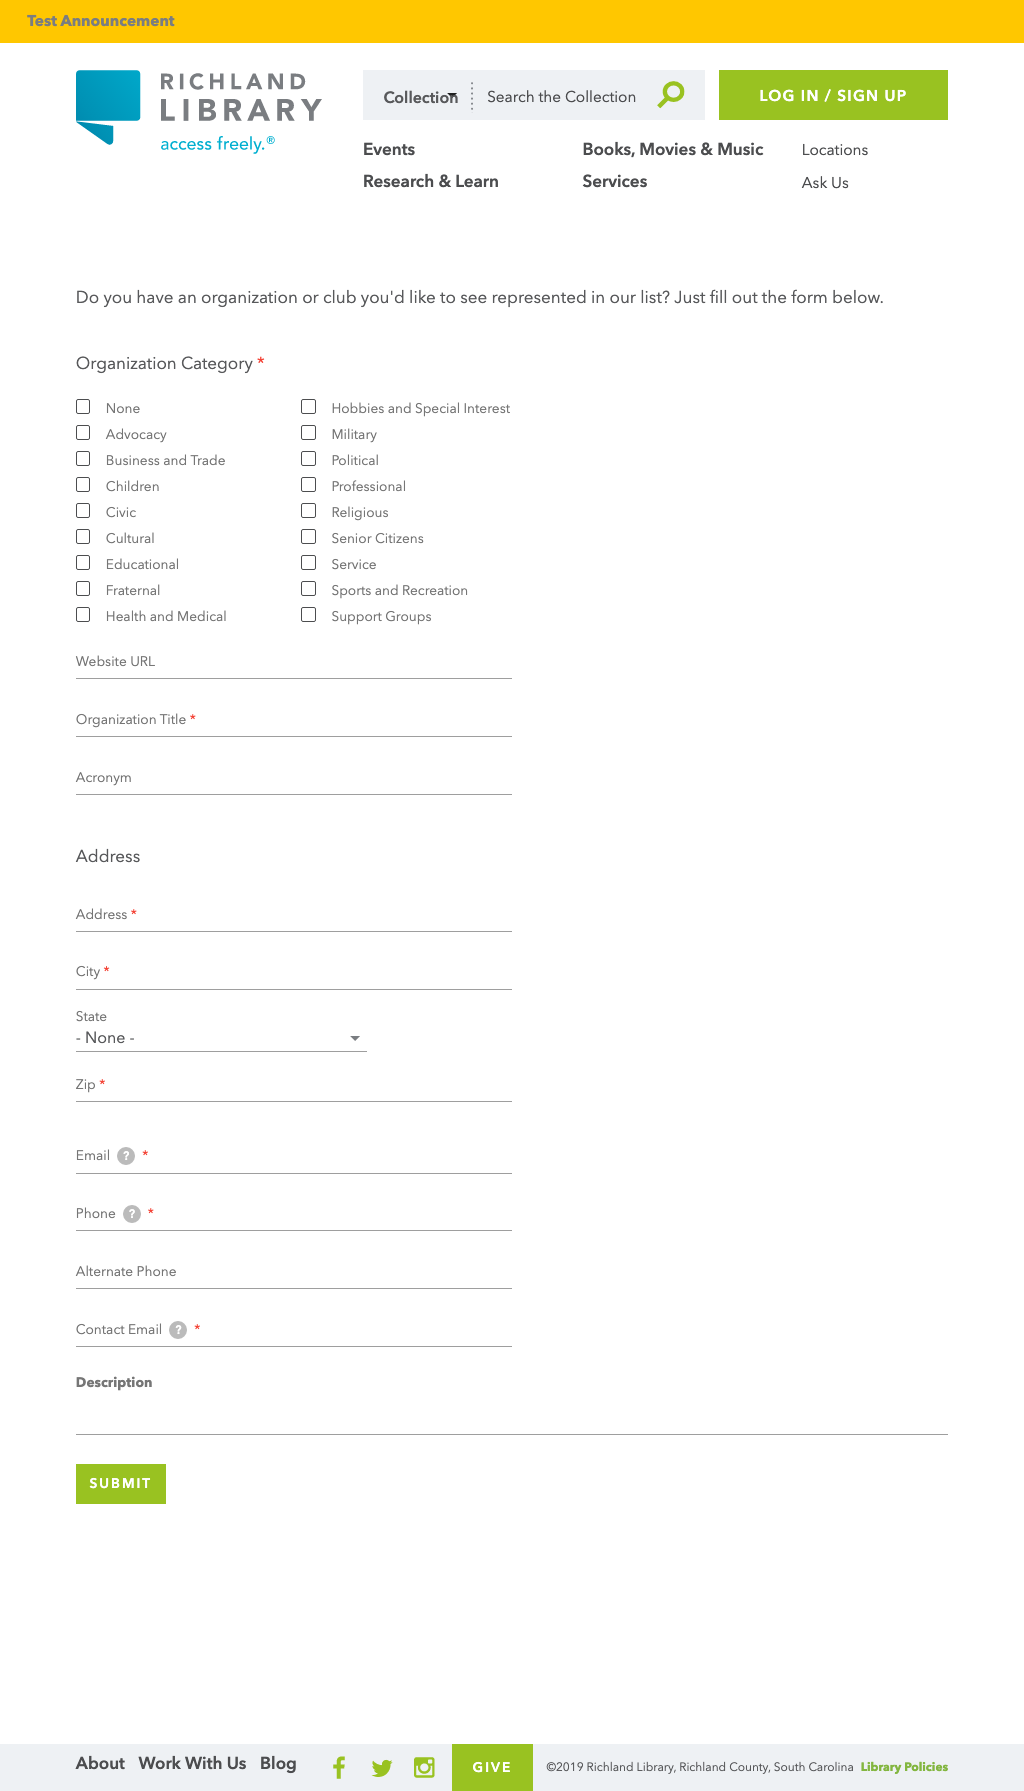 Test Announcement
RICHLAND
LIBRARY
access freely.®
Collection
Search the Collection
LOG IN / SIGN UP
Events
Books, Movies & Music
Locations
Research & Learn
Services
Ask Us
Do you have an organization or club you'd like to see represented in our list? Just fill out the form below.
Organization Category *
None
Advocacy
Business and Trade
Children
Civic
Cultural
Educational
Fraternal
Health and Medical
Hobbies and Special Interest
Military
Political
Professional
Religious
Senior Citizens
Service
Sports and Recreation
Support Groups
Website URL
Organization Title *
Acronym
Address
Address *
City *
State
- None -
Zip *
Email ? *
Phone ? *
Alternate Phone
Contact Email ? *
Description
SUBMIT
About Work With Us Blog
GIVE
©2019 Richland Library, Richland County, South Carolina Library Policies